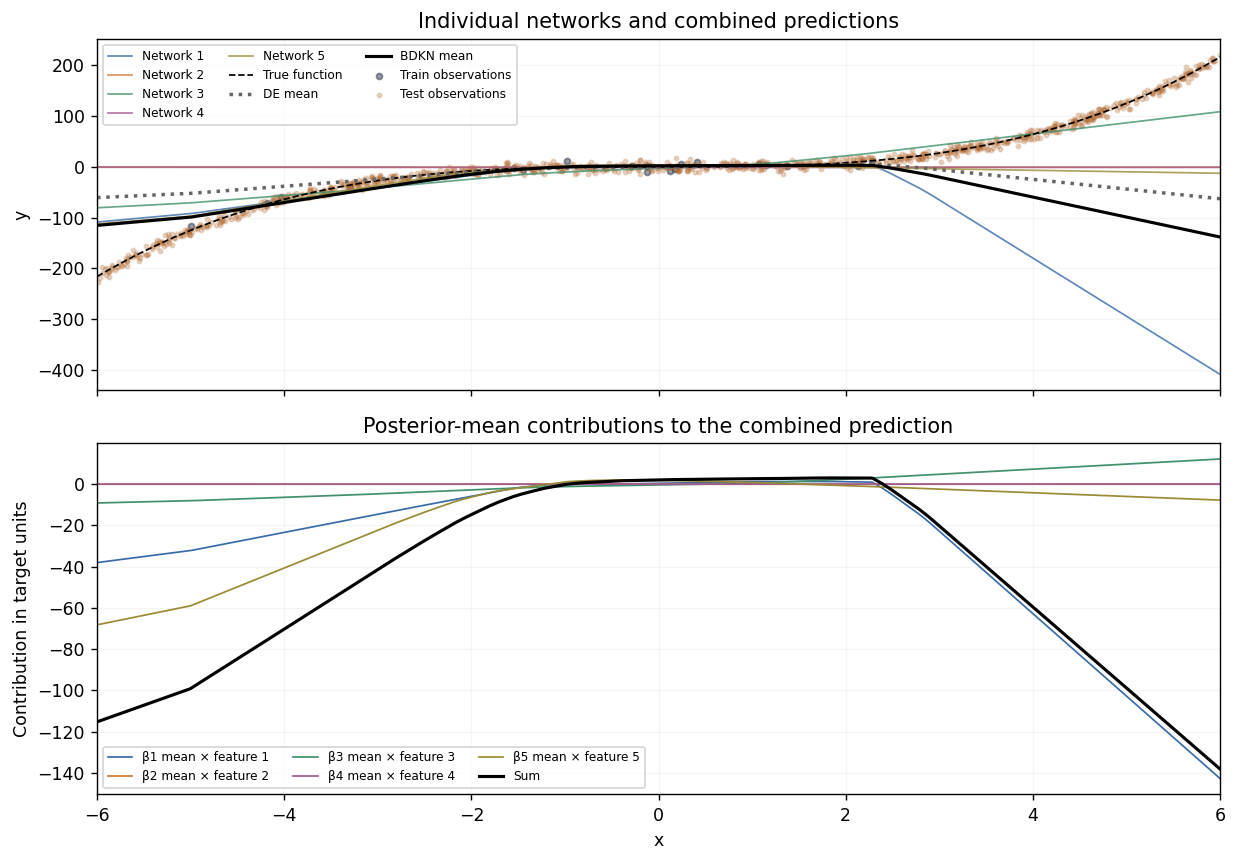 Individual networks and combined predictions
Network 1
Network 2
Network 3
Network 4
Network 5
True function
DE mean
BDKN mean
Train observations
Test observations
200
100
0
−100
−200
−300
−400
y
Posterior-mean contributions to the combined prediction
0
−20
−40
−60
−80
−100
−120
−140
Contribution in target units
β1 mean × feature 1
β2 mean × feature 2
β3 mean × feature 3
β4 mean × feature 4
β5 mean × feature 5
Sum
−6
−4
−2
0
2
4
6
x